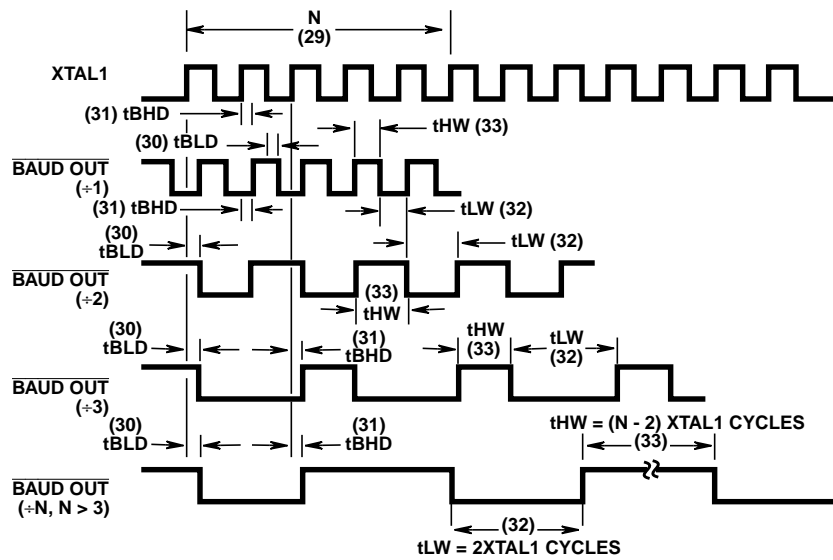 N
(29)
XTAL1
(31) tBHD
(30) tBLD
tHW (33)
BAUD OUT
(÷1)
(31) tBHD
tLW (32)
(30)
tBLD
tLW (32)
BAUD OUT
(÷2)
(33)
tHW
(30)
tBLD
(31)
tBHD
tHW
(33)
tLW
(32)
BAUD OUT
(÷3)
(30)
tBLD
(31)
tBHD
tHW = (N - 2) XTAL1 CYCLES
(33)
BAUD OUT
(÷N, N > 3)
(32)
tLW = 2XTAL1 CYCLES